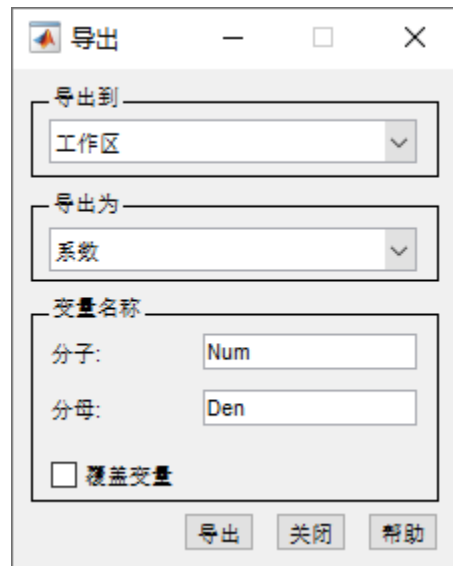 导出
导出到
工作区
导出为
系数
变量名称
分子: Num
分母: Den
覆盖变量
导出 关闭 帮助